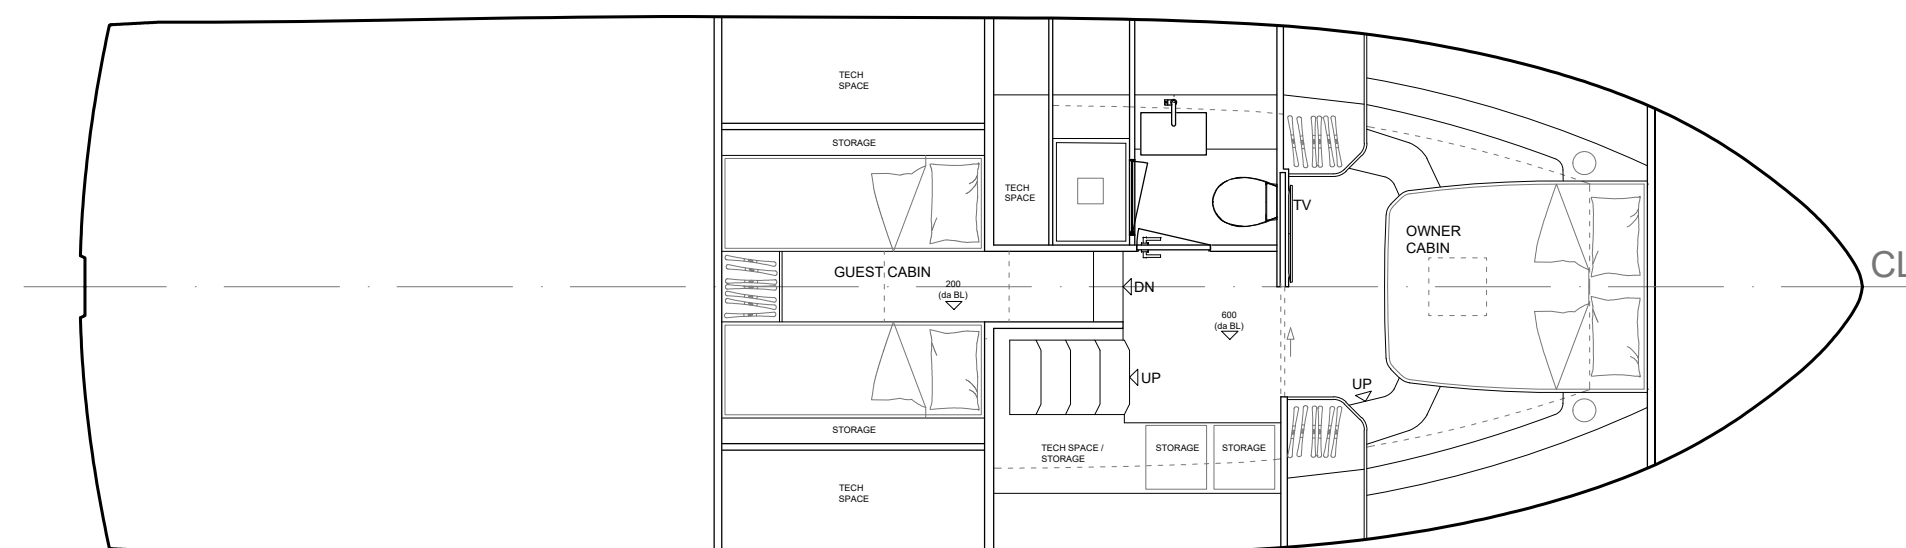 TECH
SPACE
STORAGE
TECH
SPACE
TV
OWNER
CABIN
GUEST CABIN
200
(da BL)
DN
CL
600
(da BL)
UP
UP
STORAGE
TECH SPACE /
STORAGE
STORAGE
STORAGE
TECH
SPACE